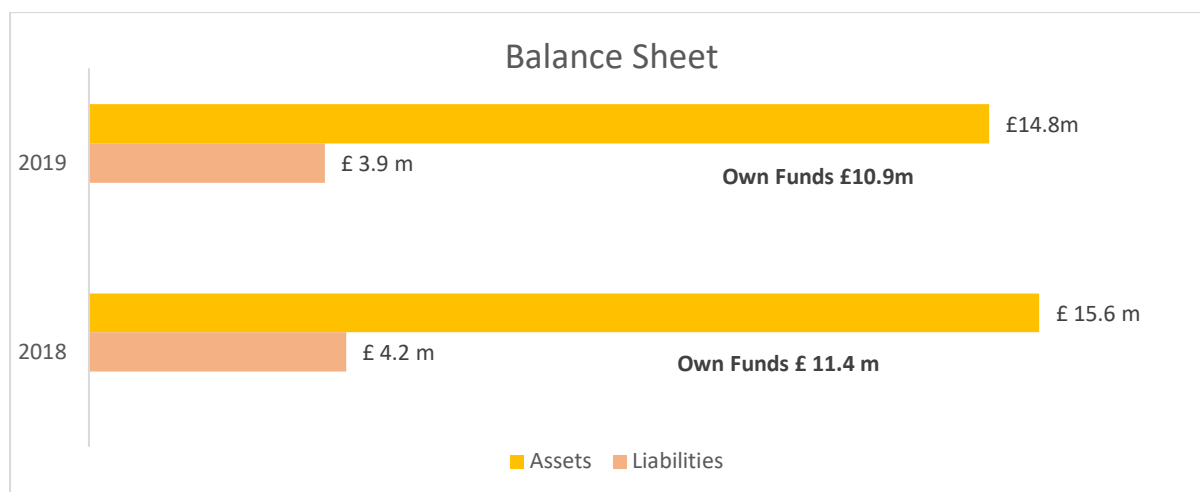 Balance Sheet
£14.8m
2019
£ 3.9 m
Own Funds £10.9m
£ 15.6 m
2018
£ 4.2 m
Own Funds £ 11.4 m
Assets Liabilities